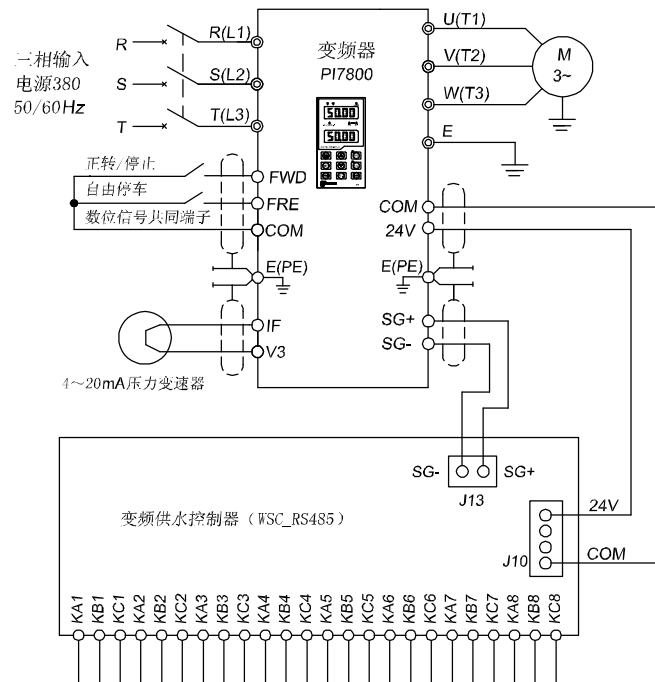 三相输入
电源380
50/60Hz
R
R(L1)
S
S(L2)
T
T(L3)
变频器
PI7800
50.00
50.00
U(T1)
V(T2)
W(T3)
E
M
3~
正转/停止
FWD
自由停车
FRE
数位信号共同端子
COM
E(PE)
IF
V3
4～20mA压力变速器
COM
24V
E(PE)
SG+
SG-
SG-
SG+
J13
变频供水控制器（WSC_RS485）
24V
J10
COM
KA1
KB1
KC1
KA2
KB2
KC2
KA3
KB3
KC3
KA4
KB4
KC4
KA5
KB5
KC5
KA6
KB6
KC6
KA7
KB7
KC7
KA8
KB8
KC8